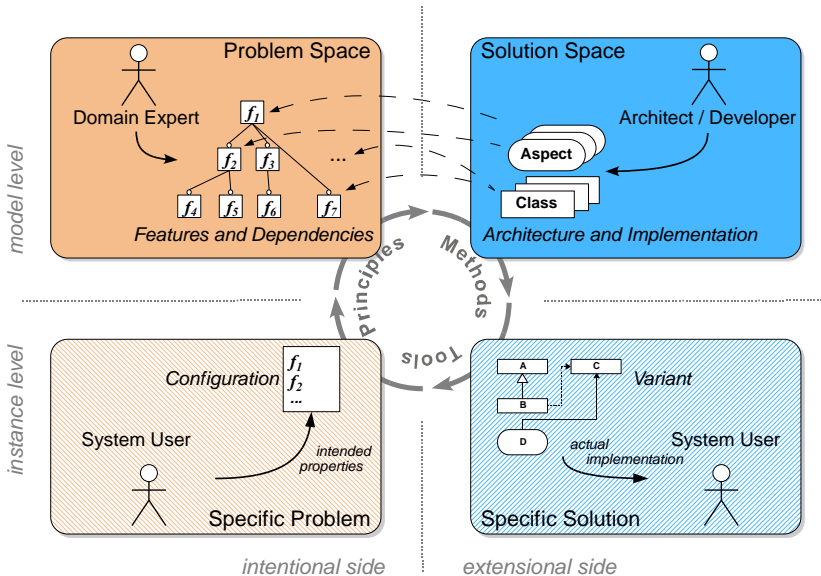 Problem Space
Domain Expert
f1
f2
f3
...
f4
f5
f6
f7
Features and Dependencies
Solution Space
Architect / Developer
Aspect
Class
Architecture and Implementation
model level
Principles
Methods
Tools
instance level
Configuration
f1
f2
...
System User
intended
properties
Specific Problem
A
C
B
D
Variant
actual
implementation
System User
Specific Solution
intentional side
extensional side